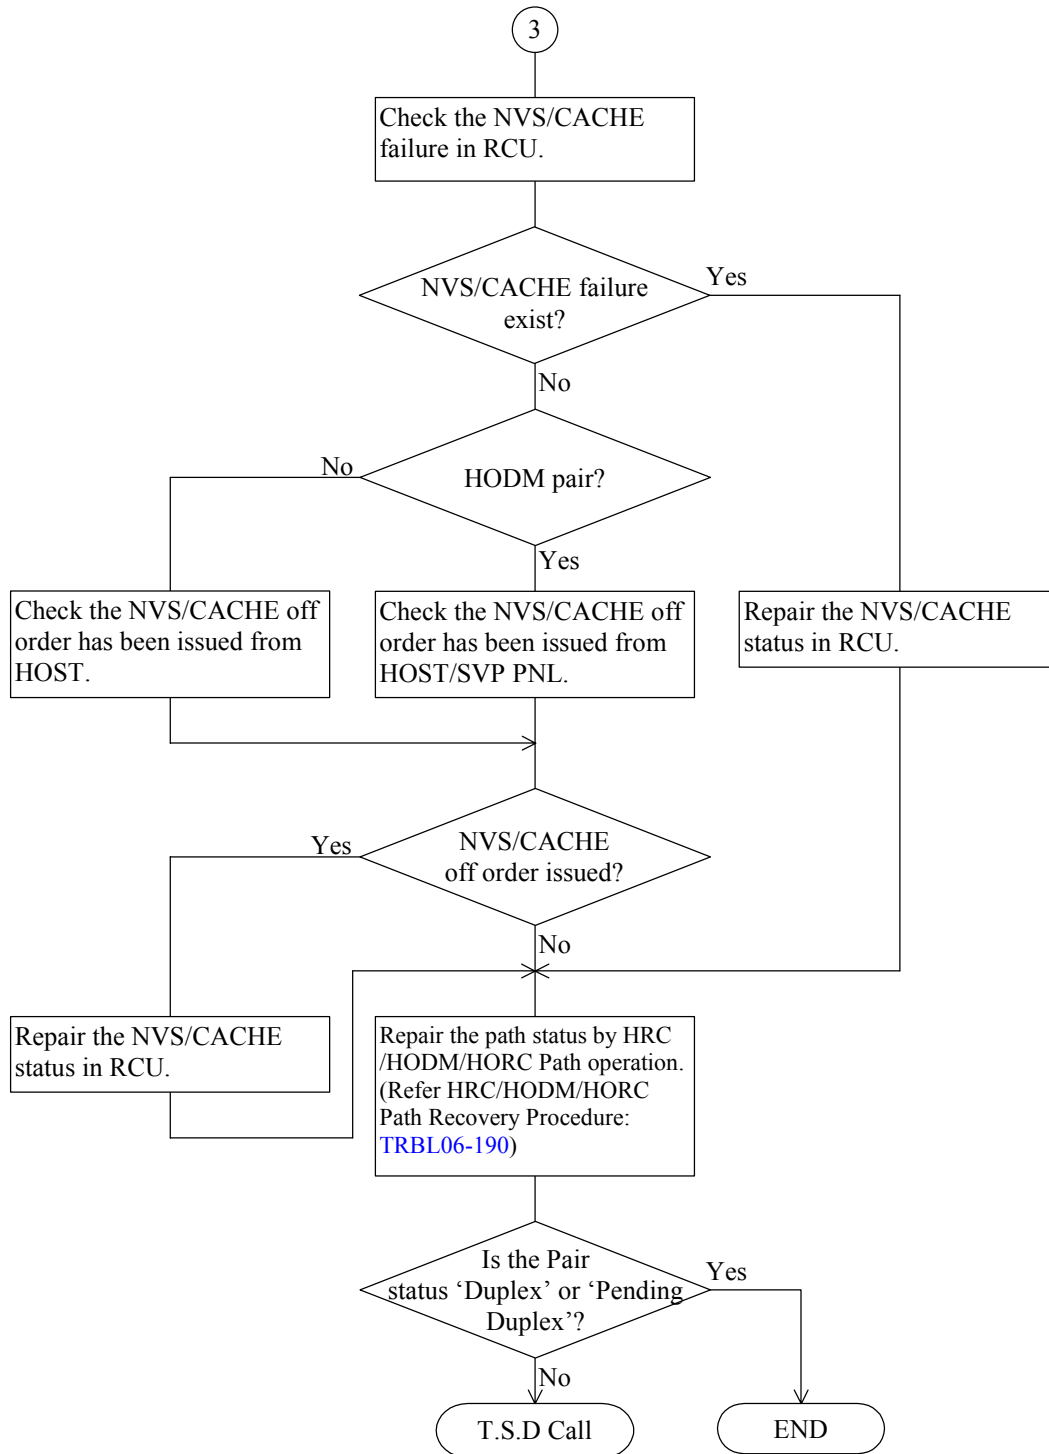 3
Check the NVS/CACHE
failure in RCU.
NVS/CACHE failure
exist?
Yes
No
HODM pair?
No
Yes
Check the NVS/CACHE off
order has been issued from
HOST.
Check the NVS/CACHE off
order has been issued from
HOST/SVP PNL.
Repair the NVS/CACHE
status in RCU.
NVS/CACHE
off order issued?
Yes
No
Repair the NVS/CACHE
status in RCU.
Repair the path status by HRC
/HODM/HORC Path operation.
(Refer HRC/HODM/HORC
Path Recovery Procedure:
TRBL06-190)
Is the Pair
status ‘Duplex’ or ‘Pending
Duplex’?
Yes
No
T.S.D Call
END